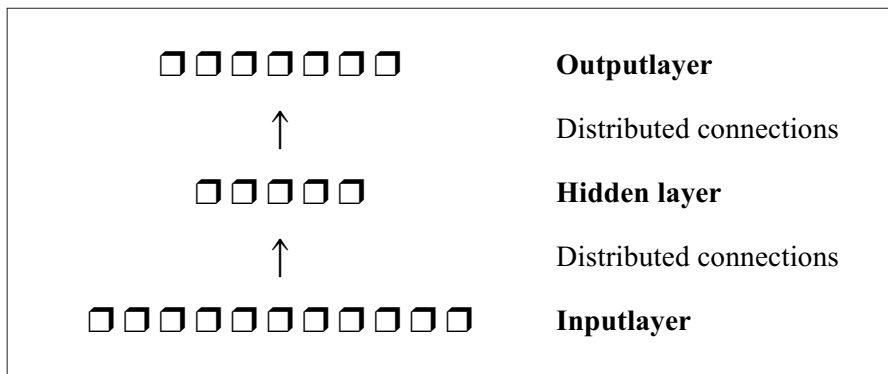 Outputlayer
Distributed connections
Hidden layer
Distributed connections
Inputlayer